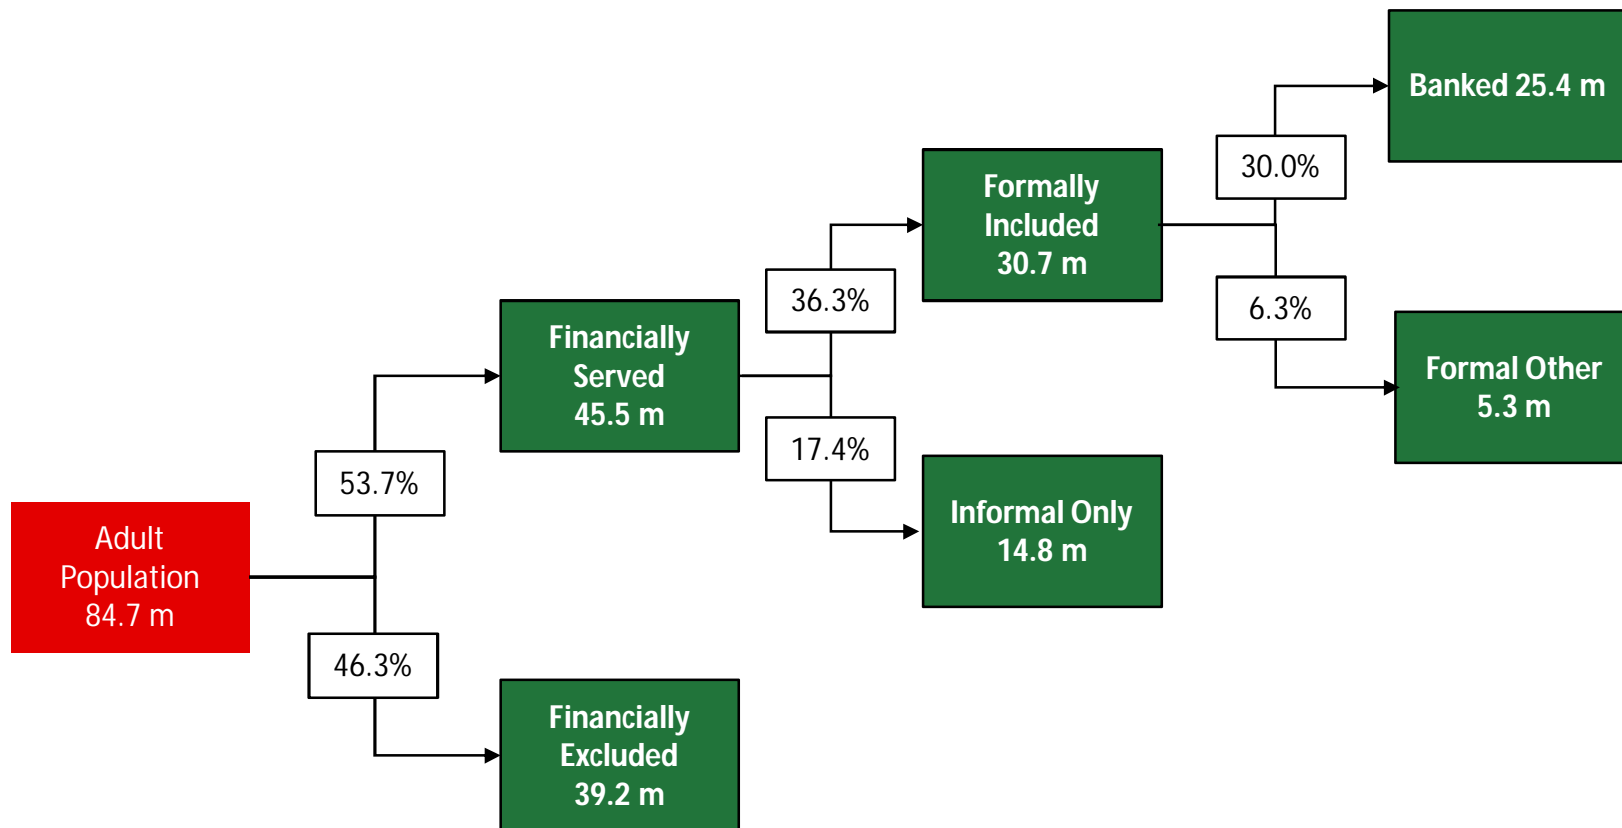 Adult
Population
84.7 m
53.7%
46.3%
Financially
Served
45.5 m
Financially
Excluded
39.2 m
36.3%
17.4%
Formally
Included
30.7 m
Informal Only
14.8 m
30.0%
6.3%
Banked 25.4 m
Formal Other
5.3 m